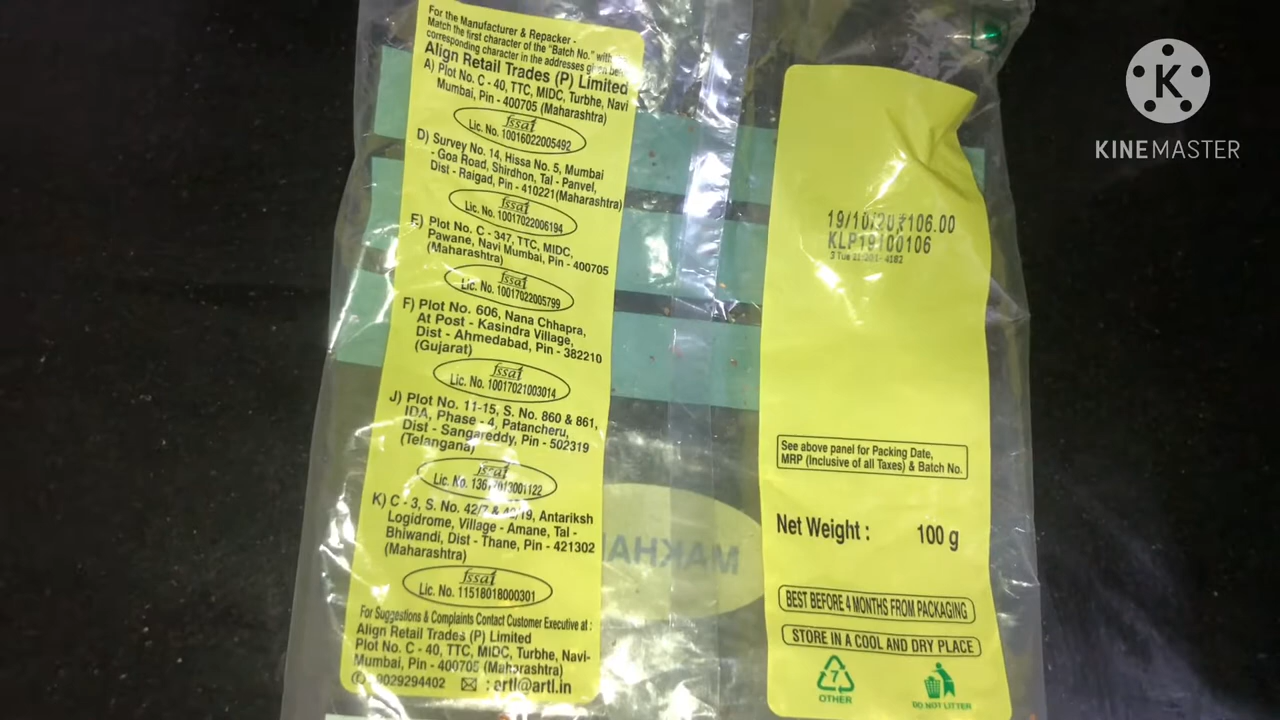 For the Manufacturer & Repacker -
Match the first character of the "Batch No." with
corresponding character in the addresses given
Align Retail Trades (P) Limited
A) Plot No. C - 40, TTC, MIDC, Turbhe, Navi
Mumbai, Pin - 400705 (Maharashtra)
fssai
Lic. No. 10016022005492
D) Survey No. 14, Hissa No. 5, Mumbai
- Goa Road, Shirdhon, Tal - Panvel,
Dist - Raigad, Pin - 410221(Maharashtra)
fssai
Lic. No. 10017022006194
E) Plot No. C - 347, TTC, MIDC,
Pawane, Navi Mumbai, Pin - 400705
(Maharashtra)
fssai
Lic. No. 10017022005799
F) Plot No. 606, Nana Chhapra,
At Post - Kasindra Village,
Dist - Ahmedabad, Pin - 382210
(Gujarat)
fssai
Lic. No. 10017021003014
J) Plot No. 11-15, S. No. 860 & 861,
IDA, Phase - 4, Patancheru,
Dist - Sangareddy, Pin - 502319
(Telangana)
fssai
Lic. No. 13617013001122
K) C - 3, S. No. 42/7 & Antariksh
Logidrome, Village - Amane, Tal -
Bhiwandi, Dist - Thane, Pin - 421302
(Maharashtra)
fssai
Lic. No. 11518018000301
For Suggestions & Complaints Contact Customer Executive at :
Align Retail Trades (P) Limited
Plot No. C - 40, TTC, MIDC, Turbhe, Navi-
Mumbai, Pin - 400705 (Maharashtra)
: artl@artl.in
19/10/20 ₹106.00
KLP19100106
See above panel for Packing Date,
MRP (Inclusive of all Taxes) & Batch No.
Net Weight : 100 g
BEST BEFORE 4 MONTHS FROM PACKAGING
STORE IN A COOL AND DRY PLACE
7
OTHER
DO NOT LITTER
K
KINEMASTER